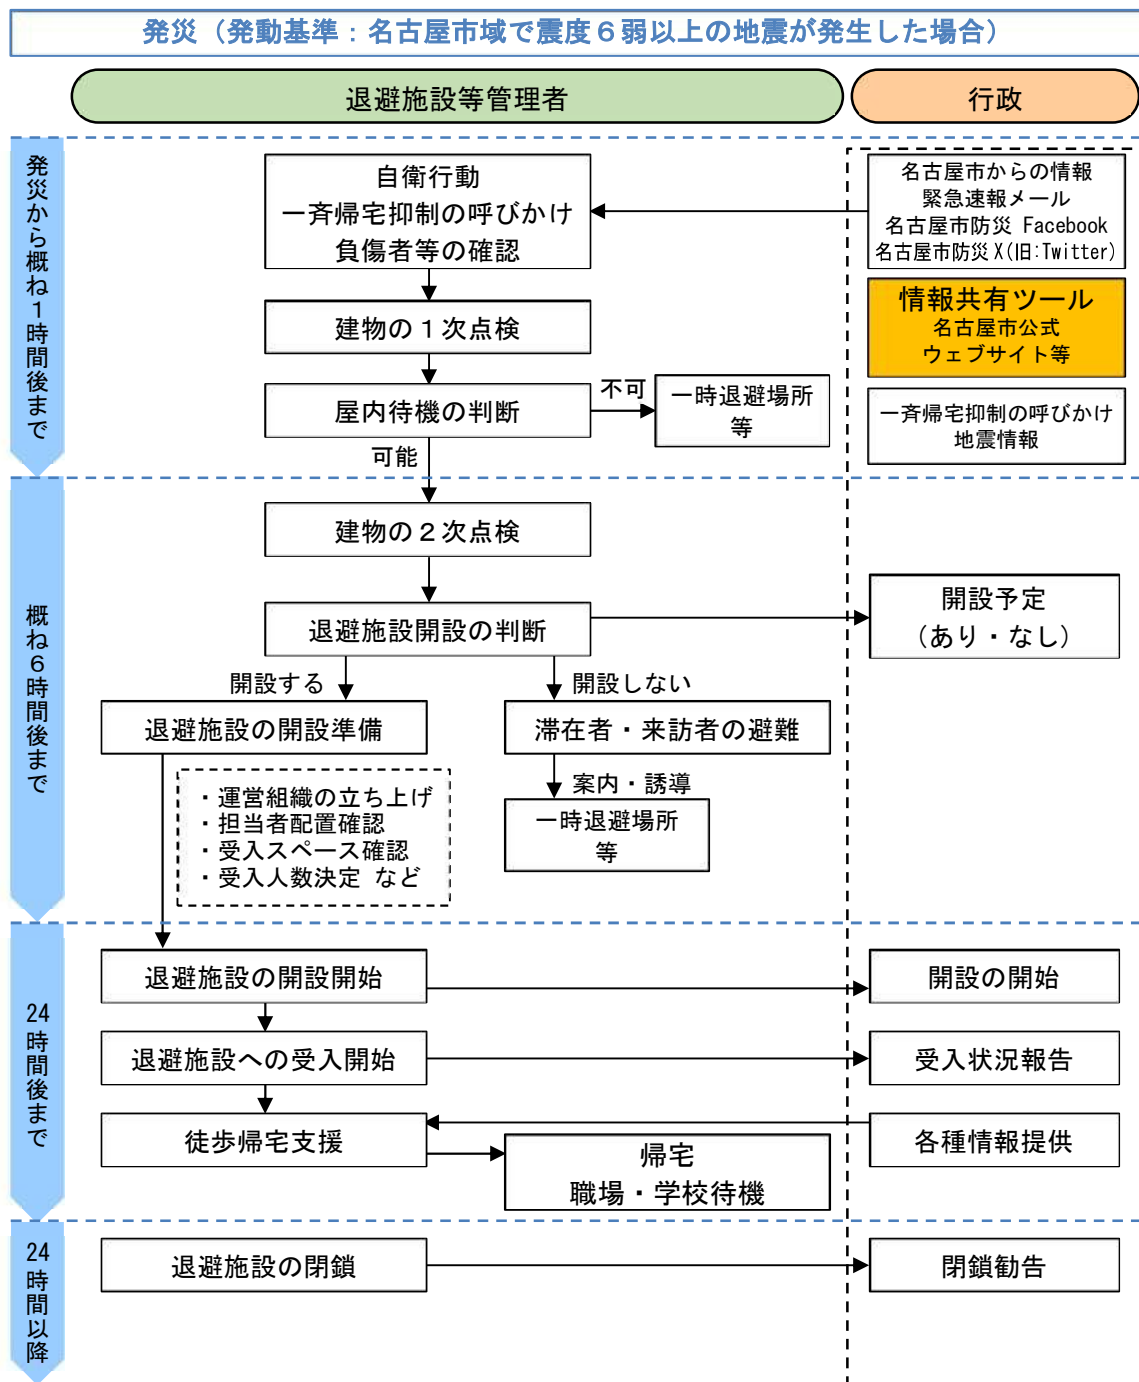 発災（発動基準：名古屋市域で震度６弱以上の地震が発生した場合）
退避施設等管理者
行政
発災から概ね１時間後まで
自衛行動
一斉帰宅抑制の呼びかけ
負傷者等の確認
名古屋市からの情報
緊急速報メール
名古屋市防災 Facebook
名古屋市防災 X(旧:Twitter)
建物の１次点検
情報共有ツール
名古屋市公式
ウェブサイト等
屋内待機の判断
不可
一時退避場所
等
一斉帰宅抑制の呼びかけ
地震情報
可能
概ね６時間後まで
建物の２次点検
退避施設開設の判断
開設予定
（あり・なし）
開設する
開設しない
退避施設の開設準備
滞在者・来訪者の避難
・運営組織の立ち上げ
・担当者配置確認
・受入スペース確認
・受入人数決定 など
案内・誘導
一時退避場所
等
24時間後まで
退避施設の開設開始
開設の開始
退避施設への受入開始
受入状況報告
徒歩帰宅支援
各種情報提供
帰宅
職場・学校待機
24時間以降
退避施設の閉鎖
閉鎖勧告